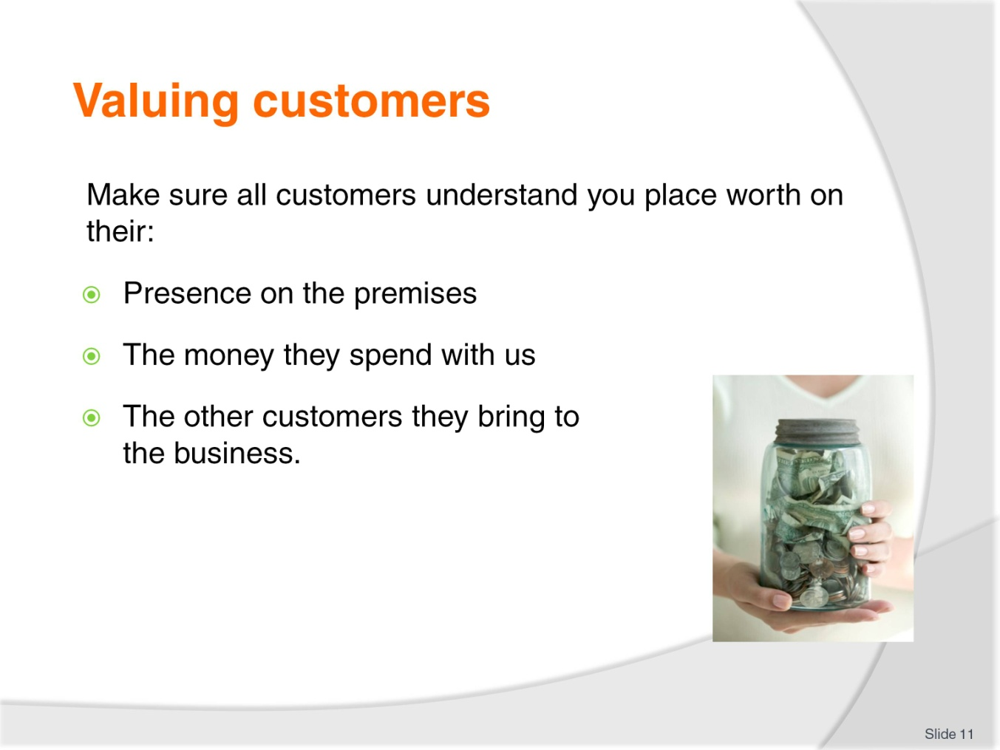 Valuing customers
Make sure all customers understand you place worth on
their:
Presence on the premises
The money they spend with us
The other customers they bring to
the business.
Slide 11